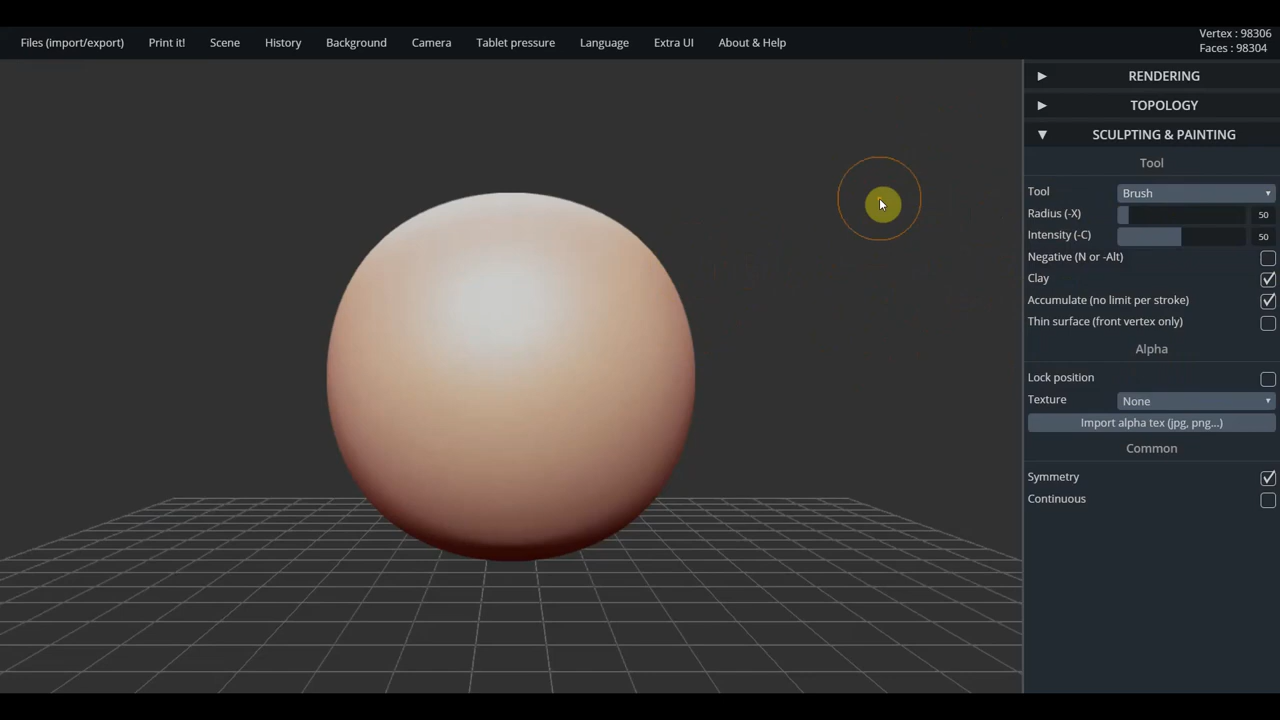 Files (import/export) Print it! Scene History Background Camera Tablet pressure Language Extra UI About & Help
Vertex : 98306
Faces : 98304
RENDERING
TOPOLOGY
SCULPTING & PAINTING
Tool
Tool Brush
Radius (-X) 50
Intensity (-C) 50
Negative (N or -Alt)
Clay
Accumulate (no limit per stroke)
Thin surface (front vertex only)
Alpha
Lock position
Texture None
Import alpha tex (jpg, png...)
Common
Symmetry
Continuous